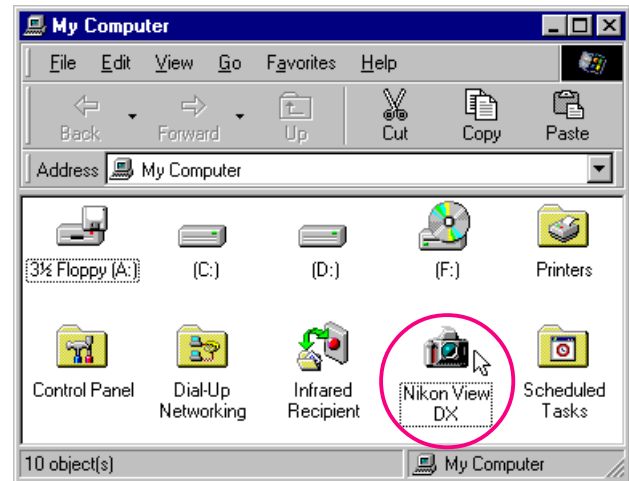 My Computer
File Edit View Go Favorites Help
Back Forward Up Cut Copy Paste
Address My Computer
3½ Floppy (A:) (C:) (D:) (F:) Printers
Control Panel Dial-Up Networking Infrared Recipient Nikon View DX Scheduled Tasks
10 object(s) My Computer